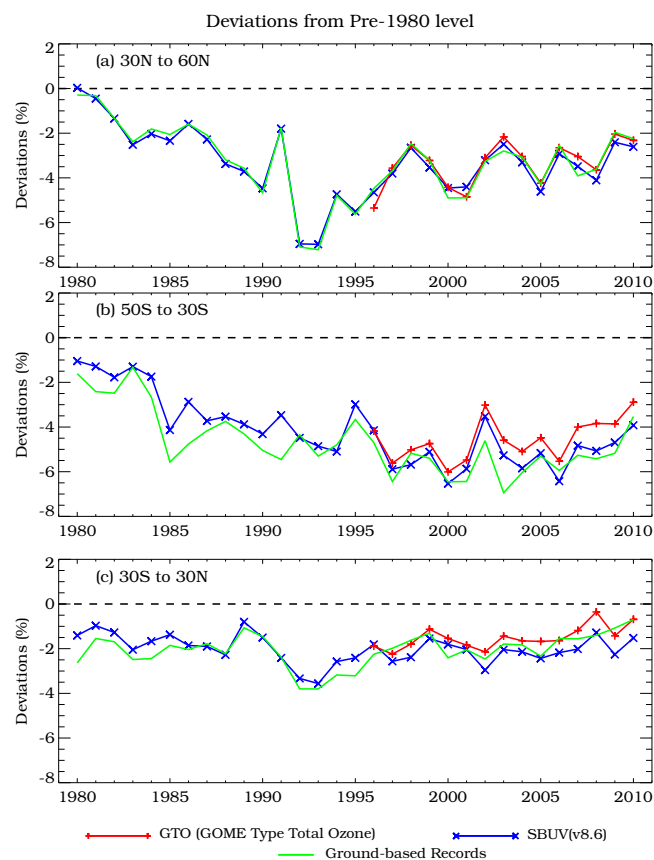 Deviations from Pre-1980 level
(a) 30N to 60N
Deviations (%)
2
0
-2
-4
-6
-8
1980 1985 1990 1995 2000 2005 2010
(b) 50S to 30S
Deviations (%)
2
0
-2
-4
-6
-8
1980 1985 1990 1995 2000 2005 2010
(c) 30S to 30N
Deviations (%)
2
0
-2
-4
-6
-8
1980 1985 1990 1995 2000 2005 2010
GTO (GOME Type Total Ozone) SBUV(v8.6)
Ground-based Records